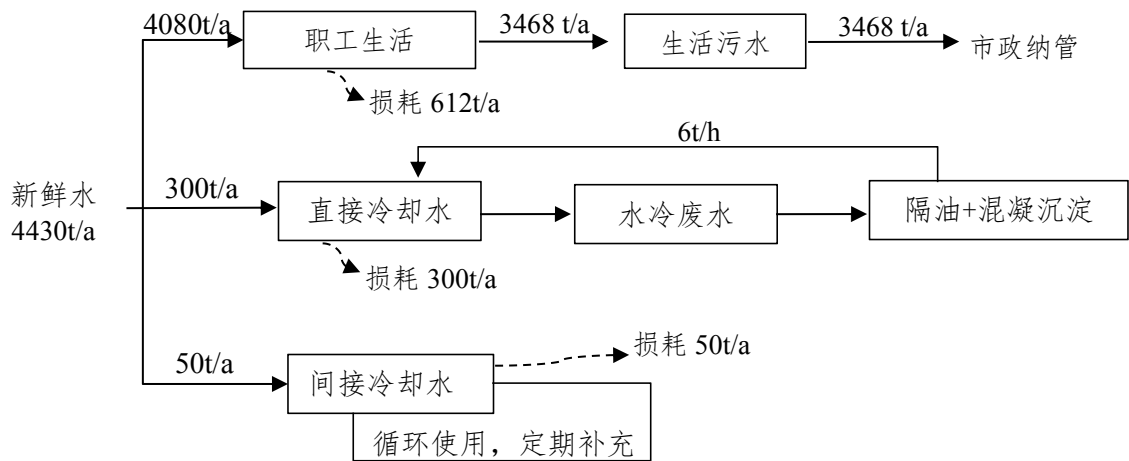 4080t/a
职工生活
3468 t/a
生活污水
3468 t/a
市政纳管
损耗 612t/a
6t/h
新鲜水
4430t/a
300t/a
直接冷却水
水冷废水
隔油+混凝沉淀
损耗 300t/a
损耗 50t/a
50t/a
间接冷却水
循环使用，定期补充